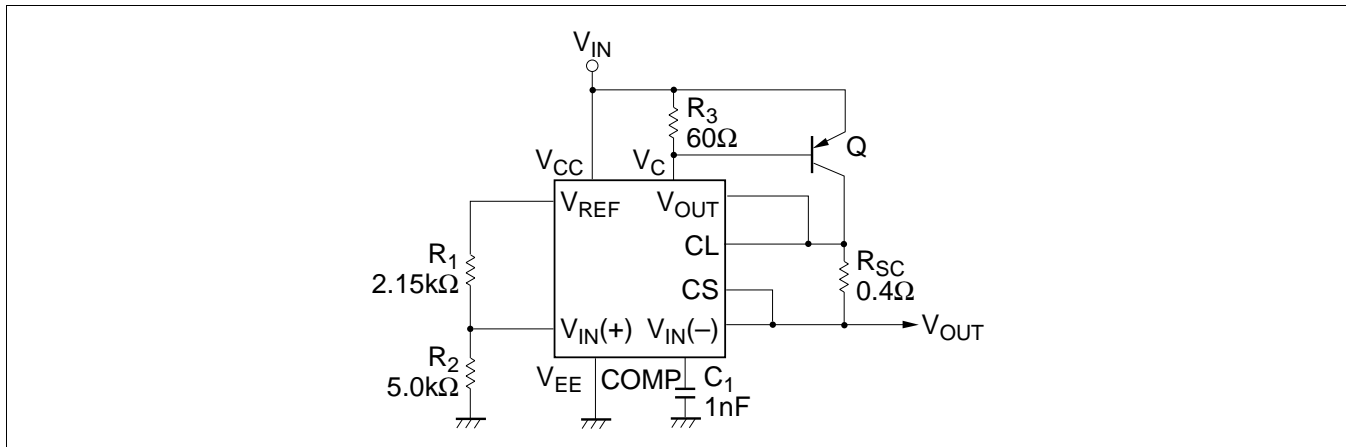 VIN
R3
60Ω
Q
VCC
VC
VREF
VOUT
CL
R1
2.15kΩ
RSC
0.4Ω
CS
VIN(+)
VIN(–)
VOUT
R2
5.0kΩ
VEE
COMP
C1
1nF